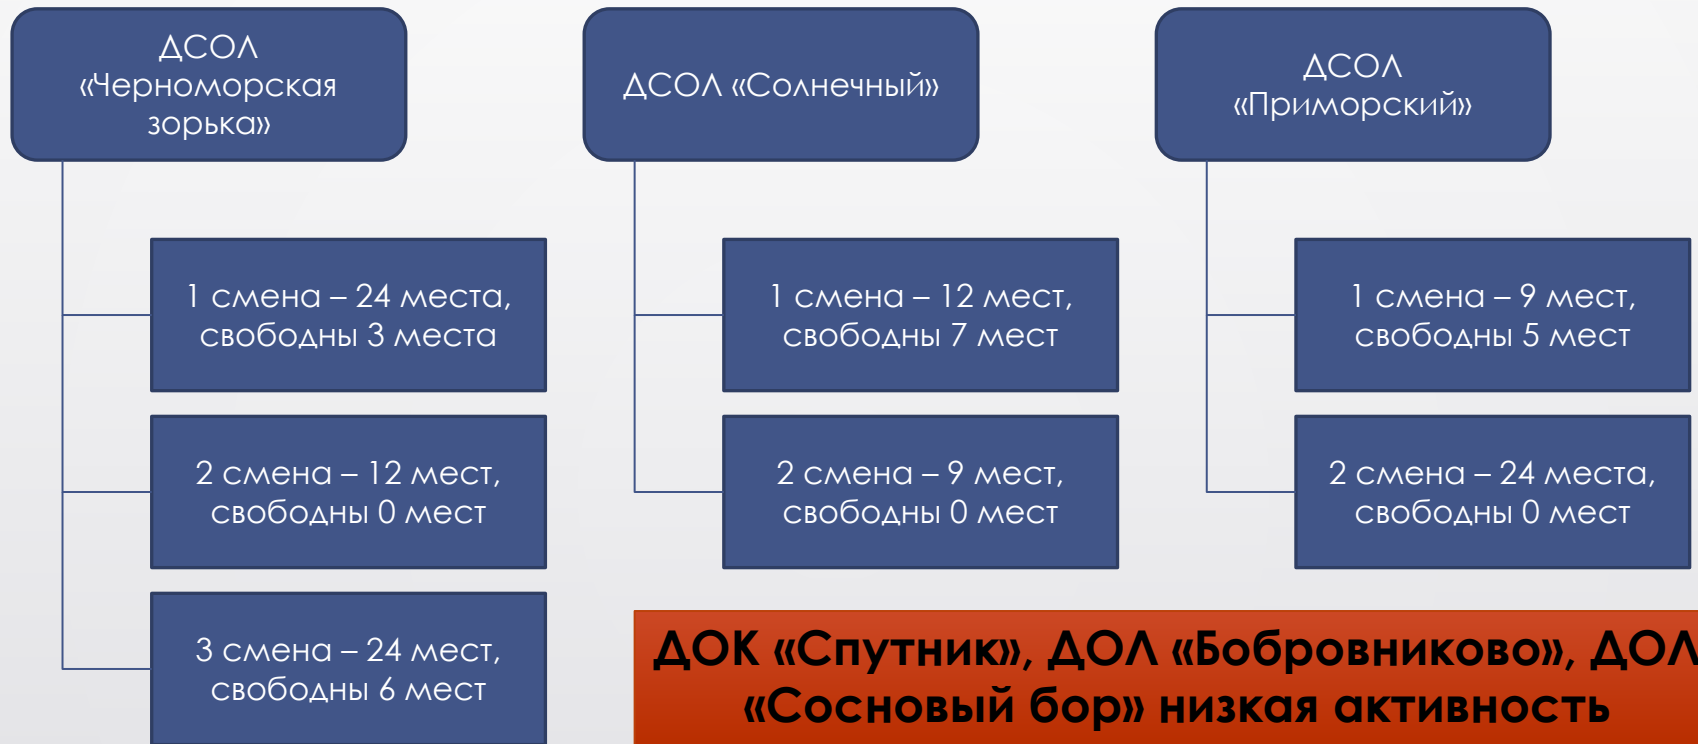 ДСОЛ
«Черноморская
зорька»
1 смена – 24 места,
свободны 3 места
2 смена – 12 мест,
свободны 0 мест
3 смена – 24 мест,
свободны 6 мест
ДСОЛ «Солнечный»
1 смена – 12 мест,
свободны 7 мест
2 смена – 9 мест,
свободны 0 мест
ДСОЛ
«Приморский»
1 смена – 9 мест,
свободны 5 мест
2 смена – 24 места,
свободны 0 мест
ДОК «Спутник», ДОЛ «Бобровниково», ДОЛ
«Сосновый бор» низкая активность